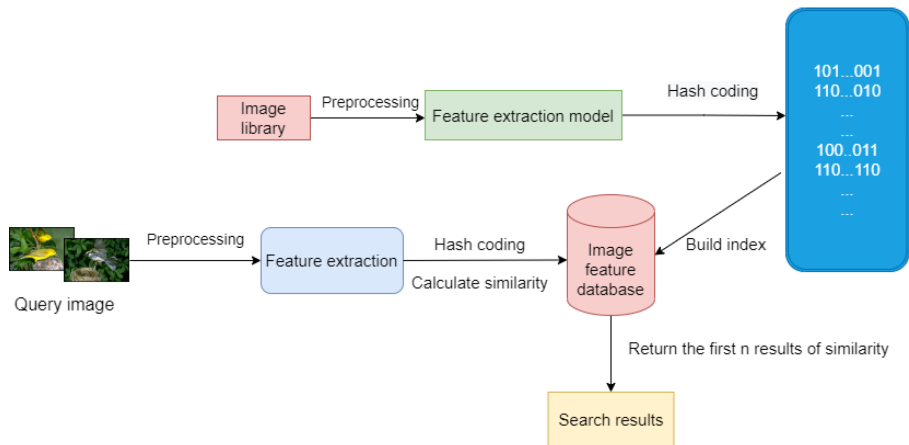 101...001
110...010
...
...
100..011
110...110
...
...
Hash coding
Preprocessing
Image
library
Feature extraction model
Build index
Preprocessing
Feature extraction
Hash coding
Calculate similarity
Image
feature
database
Query image
Return the first n results of similarity
Search results